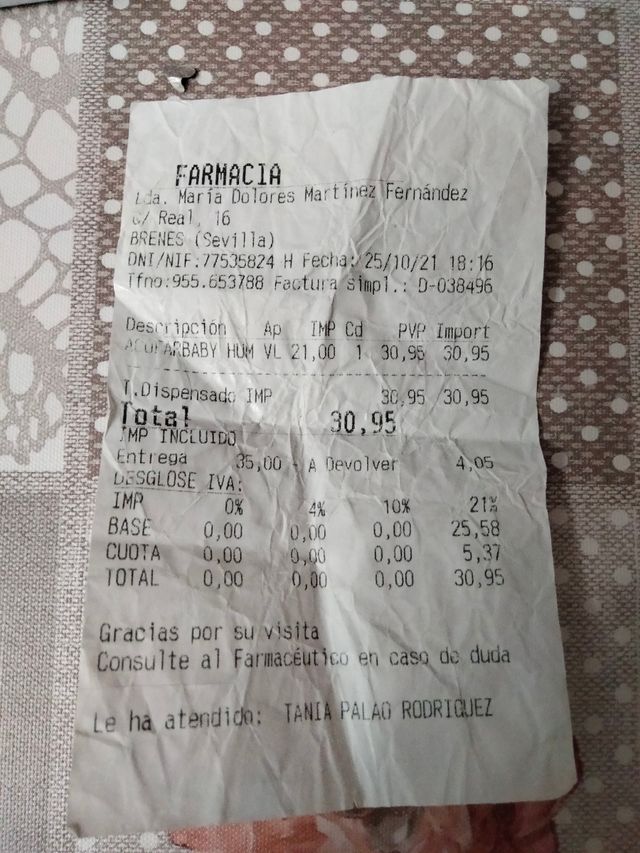 FARMACIA
Lda. María Dolores Martínez Fernández
c/ Real, 16
BRENES (Sevilla)
DNI/NIF:77535824 H Fecha: 25/10/21 18:16
Tfno:955.653788 Factura simpl.: D-038496
Descripción Ap IMP Cd PVP Import
ACOFARBABY HUM VL 21,00 1 30,95 30,95
T.Dispensado IMP 30,95 30,95
Total 30,95
IMP INCLUIDO
Entrega 35,00 - A Devolver 4,05
DESGLOSE IVA:
IMP 0% 4% 10% 21%
BASE 0,00 0,00 0,00 25,58
CUOTA 0,00 0,00 0,00 5,37
TOTAL 0,00 0,00 0,00 30,95
Gracias por su visita
Consulte al Farmacéutico en caso de duda
Le ha atendido: TANIA PALAO RODRIGUEZ